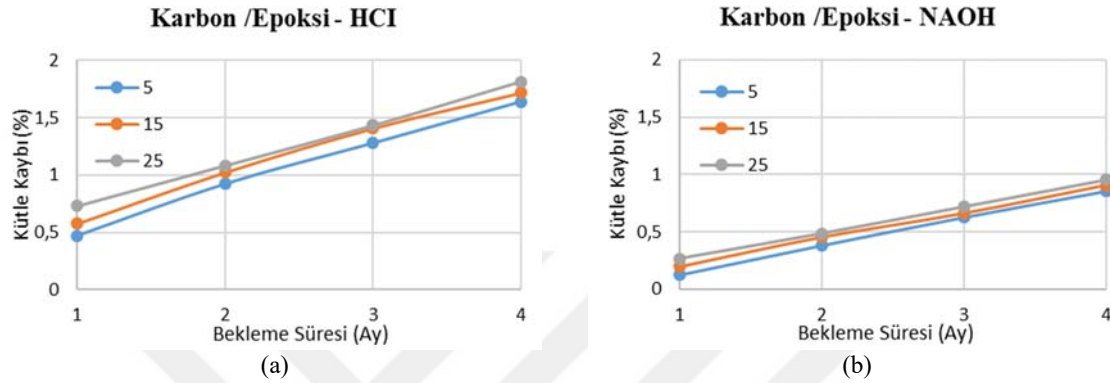 Karbon /Epoksi - HCI
2
1,5
1
0,5
0
Kütle Kaybı (%)
5
15
25
1 2 3 4
Bekleme Süresi (Ay)
(a)
Karbon /Epoksi - NAOH
2
1,5
1
0,5
0
Kütle Kaybı (%)
5
15
25
1 2 3 4
Bekleme Süresi (Ay)
(b)